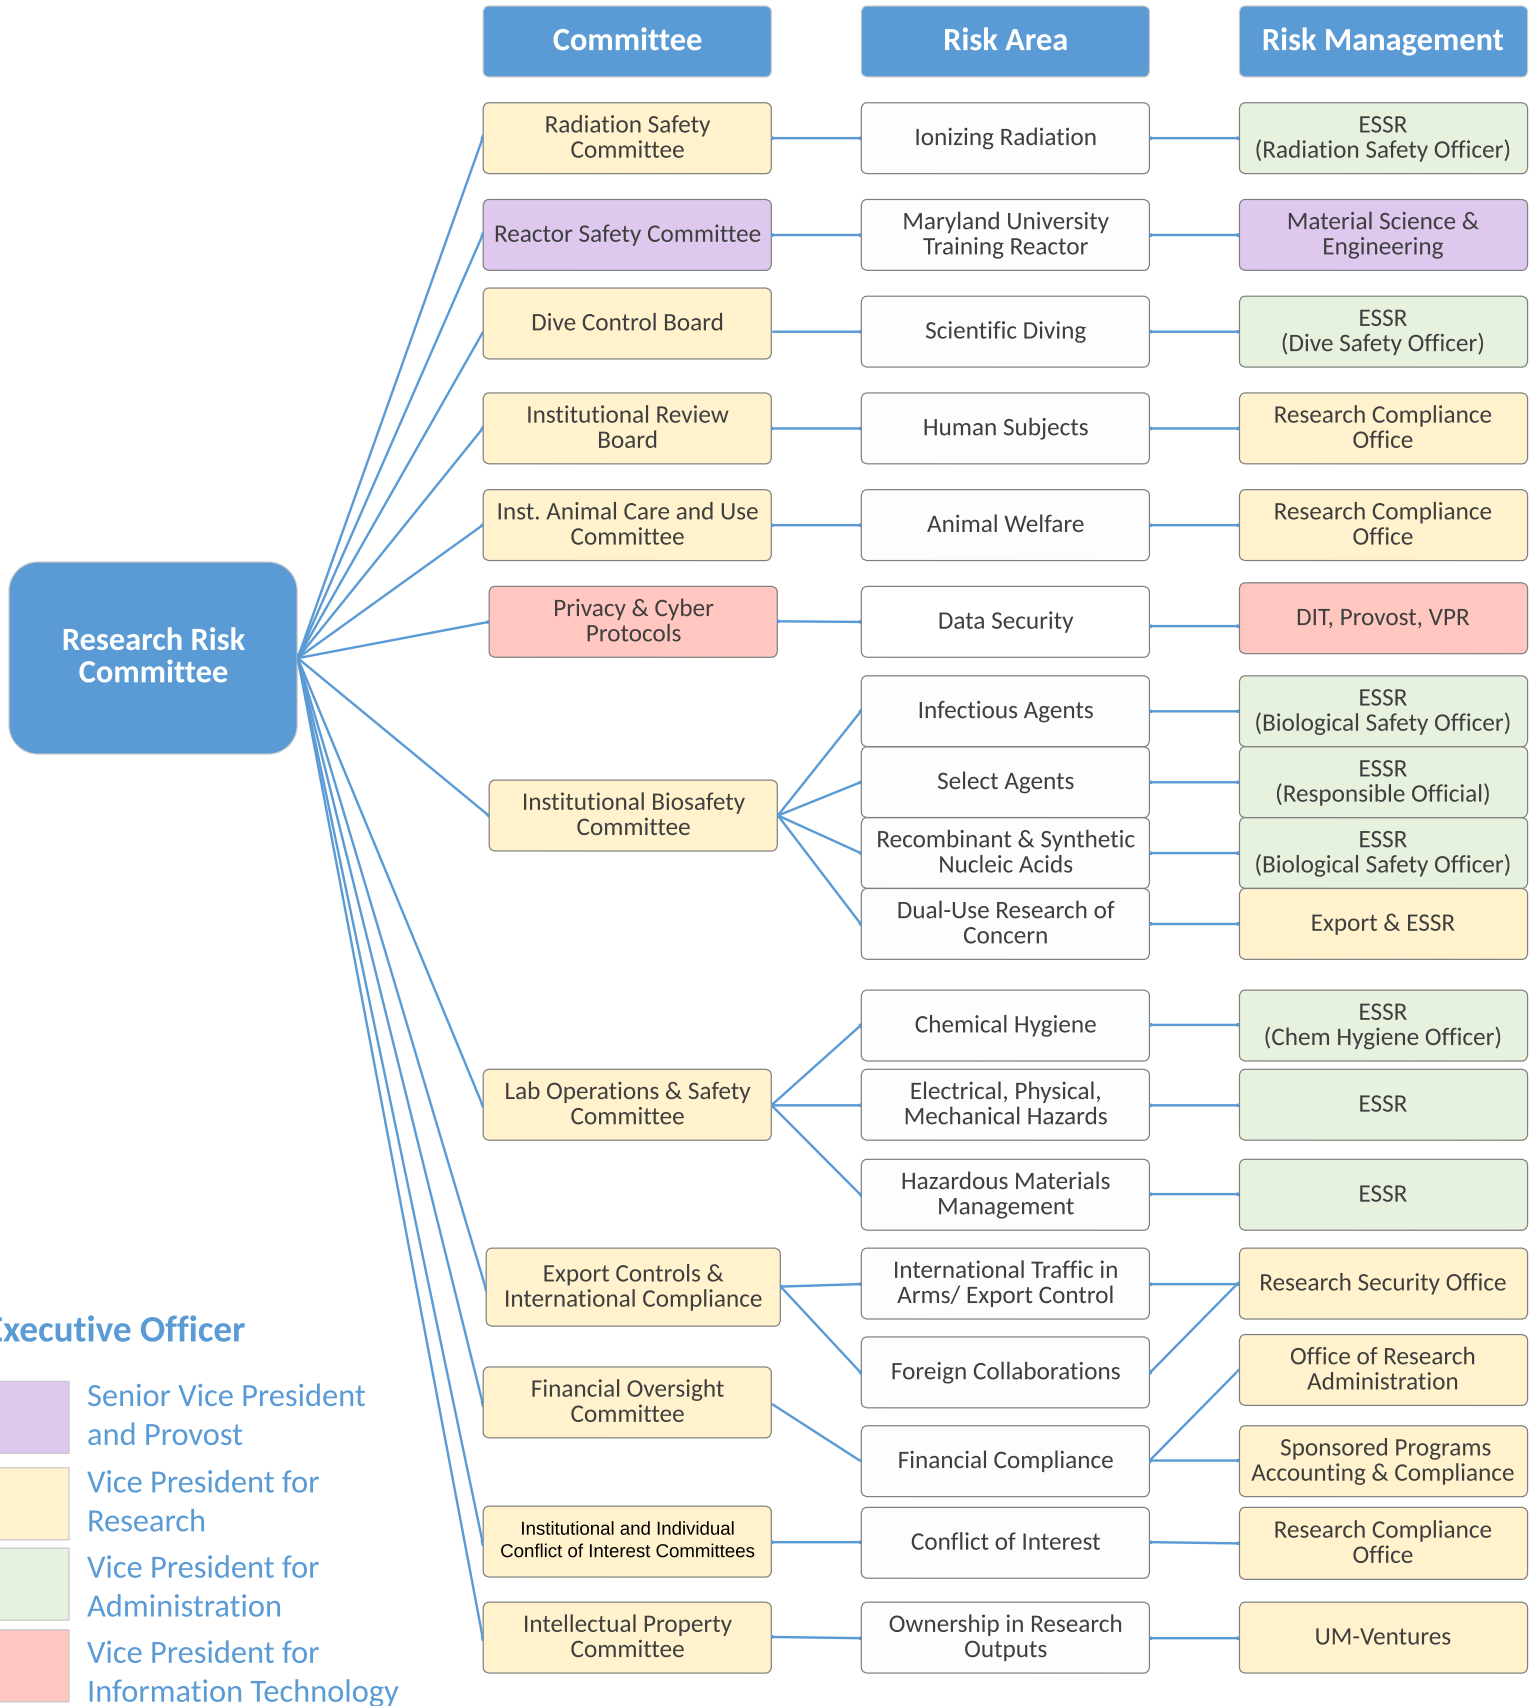 Committee
Risk Area
Risk Management
Radiation Safety
Committee
Ionizing Radiation
ESSR
(Radiation Safety Officer)
Reactor Safety Committee
Maryland University
Training Reactor
Material Science &
Engineering
Dive Control Board
Scientific Diving
ESSR
(Dive Safety Officer)
Institutional Review
Board
Human Subjects
Research Compliance
Office
Inst. Animal Care and Use
Committee
Animal Welfare
Research Compliance
Office
Research Risk
Committee
Privacy & Cyber
Protocols
Data Security
DIT, Provost, VPR
Institutional Biosafety
Committee
Infectious Agents
ESSR
(Biological Safety Officer)
Select Agents
ESSR
(Responsible Official)
Recombinant & Synthetic
Nucleic Acids
ESSR
(Biological Safety Officer)
Dual-Use Research of
Concern
Export & ESSR
Lab Operations & Safety
Committee
Chemical Hygiene
ESSR
(Chem Hygiene Officer)
Electrical, Physical,
Mechanical Hazards
ESSR
Hazardous Materials
Management
ESSR
Export Controls &
International Compliance
International Traffic in
Arms/ Export Control
Research Security Office
Foreign Collaborations
Financial Oversight
Committee
Financial Compliance
Office of Research
Administration
Sponsored Programs
Accounting & Compliance
Institutional and Individual
Conflict of Interest Committees
Conflict of Interest
Research Compliance
Office
Intellectual Property
Committee
Ownership in Research
Outputs
UM-Ventures
Executive Officer
Senior Vice President
and Provost
Vice President for
Research
Vice President for
Administration
Vice President for
Information Technology